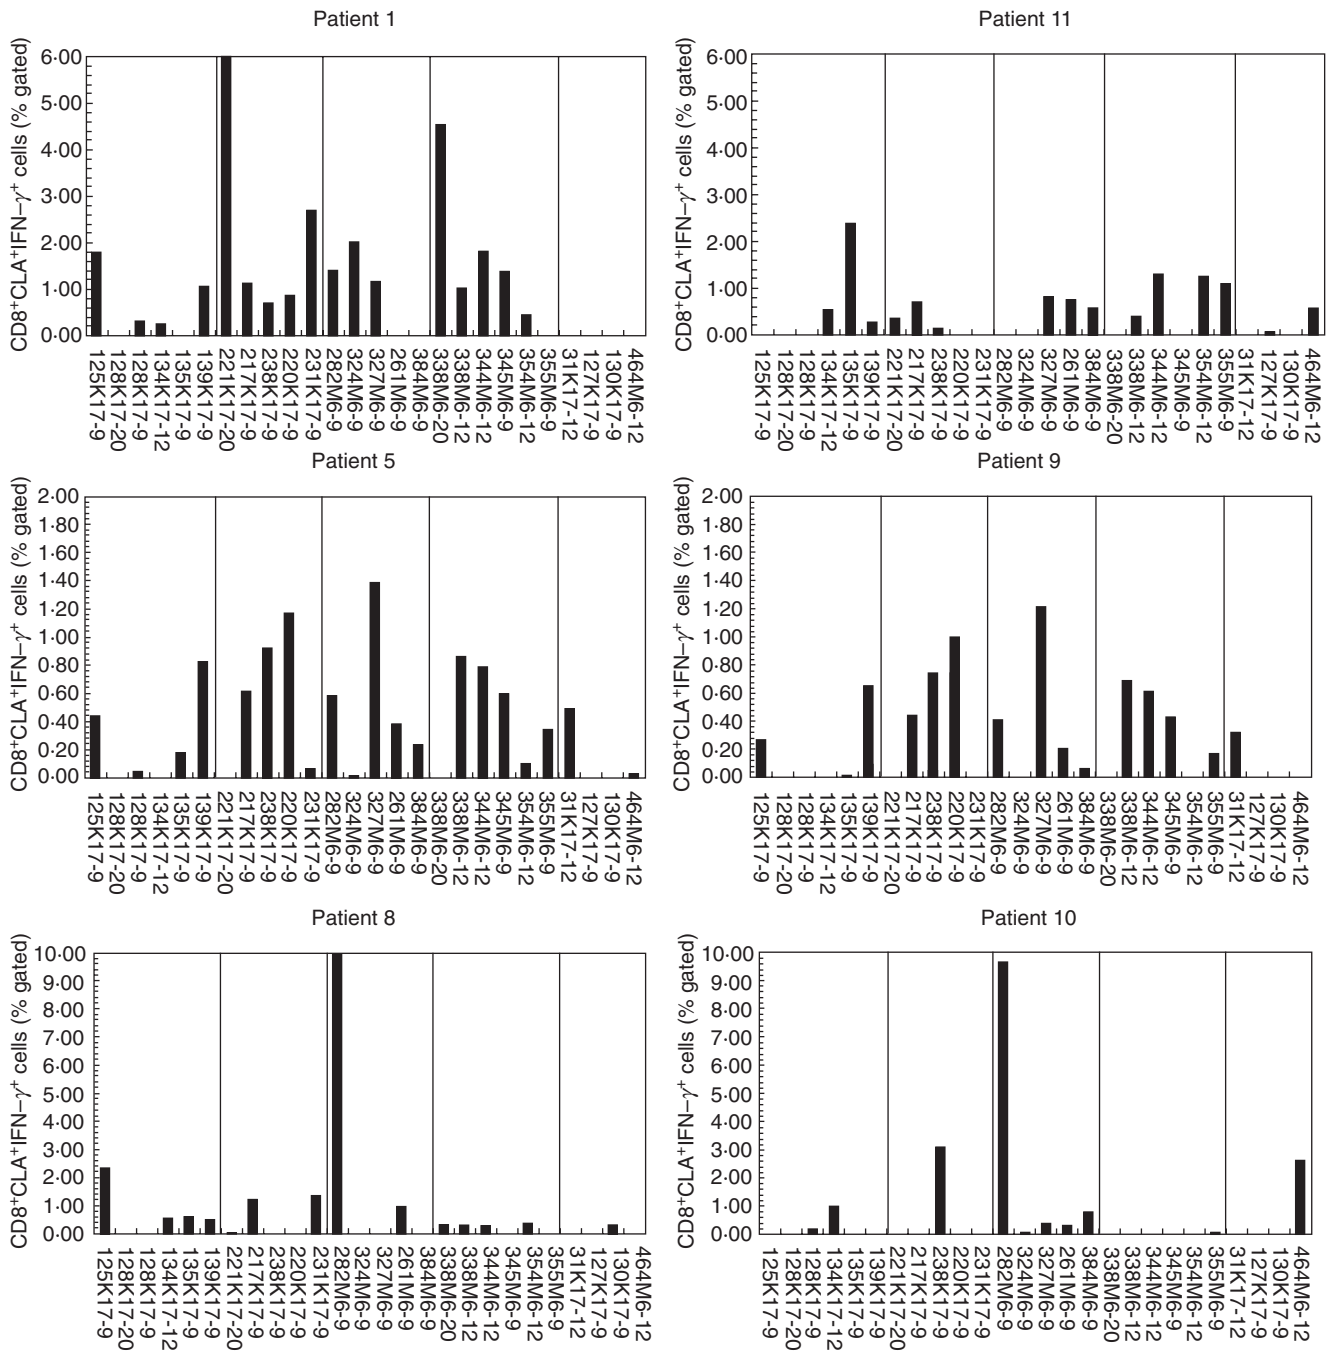 Patient 1
CD8+CLA+IFN–γ+ cells (% gated)
6·00
5·00
4·00
3·00
2·00
1·00
0·00
125K17-9
128K17-20
128K17-9
134K17-12
135K17-9
139K17-9
221K17-20
217K17-9
238K17-9
220K17-9
231K17-9
282M6-9
324M6-9
327M6-9
261M6-9
384M6-9
338M6-20
338M6-12
344M6-12
345M6-9
354M6-12
355M6-9
31K17-12
127K17-9
130K17-9
464M6-12
Patient 11
CD8+CLA+IFN–γ+ cells (% gated)
6·00
5·00
4·00
3·00
2·00
1·00
0·00
125K17-9
128K17-20
128K17-9
134K17-12
135K17-9
139K17-9
221K17-20
217K17-9
238K17-9
220K17-9
231K17-9
282M6-9
324M6-9
327M6-9
261M6-9
384M6-9
338M6-20
338M6-12
344M6-12
345M6-9
354M6-12
355M6-9
31K17-12
127K17-9
130K17-9
464M6-12
Patient 5
CD8+CLA+IFN–γ+ cells (% gated)
2·00
1·80
1·60
1·40
1·20
1·00
0·80
0·60
0·40
0·20
0·00
125K17-9
128K17-20
128K17-9
134K17-12
135K17-9
139K17-9
221K17-20
217K17-9
238K17-9
220K17-9
231K17-9
282M6-9
324M6-9
327M6-9
261M6-9
384M6-9
338M6-20
338M6-12
344M6-12
345M6-9
354M6-12
355M6-9
31K17-12
127K17-9
130K17-9
464M6-12
Patient 9
CD8+CLA+IFN–γ+ cells (% gated)
2·00
1·80
1·60
1·40
1·20
1·00
0·80
0·60
0·40
0·20
0·00
125K17-9
128K17-20
128K17-9
134K17-12
135K17-9
139K17-9
221K17-20
217K17-9
238K17-9
220K17-9
231K17-9
282M6-9
324M6-9
327M6-9
261M6-9
384M6-9
338M6-20
338M6-12
344M6-12
345M6-9
354M6-12
355M6-9
31K17-12
127K17-9
130K17-9
464M6-12
Patient 8
CD8+CLA+IFN–γ+ cells (% gated)
10·00
9·00
8·00
7·00
6·00
5·00
4·00
3·00
2·00
1·00
0·00
125K17-9
128K17-20
128K17-9
134K17-12
135K17-9
139K17-9
221K17-20
217K17-9
238K17-9
220K17-9
231K17-9
282M6-9
324M6-9
327M6-9
261M6-9
384M6-9
338M6-20
338M6-12
344M6-12
345M6-9
354M6-12
355M6-9
31K17-12
127K17-9
130K17-9
464M6-12
Patient 10
CD8+CLA+IFN–γ+ cells (% gated)
10·00
9·00
8·00
7·00
6·00
5·00
4·00
3·00
2·00
1·00
0·00
125K17-9
128K17-20
128K17-9
134K17-12
135K17-9
139K17-9
221K17-20
217K17-9
238K17-9
220K17-9
231K17-9
282M6-9
324M6-9
327M6-9
261M6-9
384M6-9
338M6-20
338M6-12
344M6-12
345M6-9
354M6-12
355M6-9
31K17-12
127K17-9
130K17-9
464M6-12